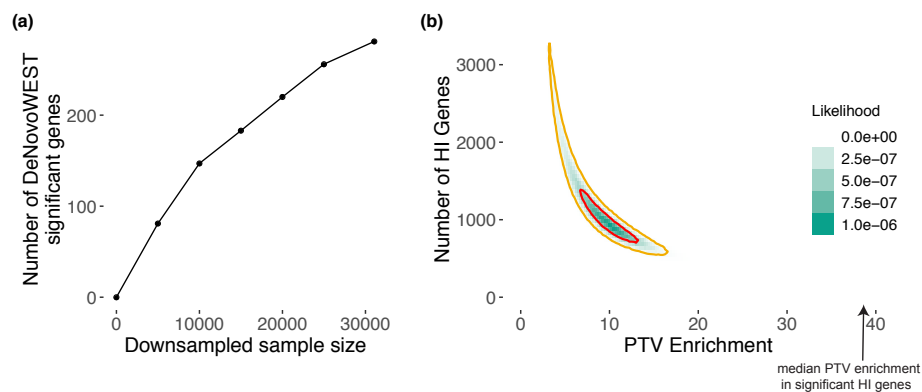 (a)
Number of DeNovoWEST
significant genes
200-
100-
0-
0 10000 20000 30000
Downsampled sample size
(b)
Number of HI Genes
3000-
2000-
1000-
0-
0 10 20 30 40
PTV Enrichment
Likelihood
0.0e+00
2.5e−07
5.0e−07
7.5e−07
1.0e−06
median PTV enrichment
in significant HI genes